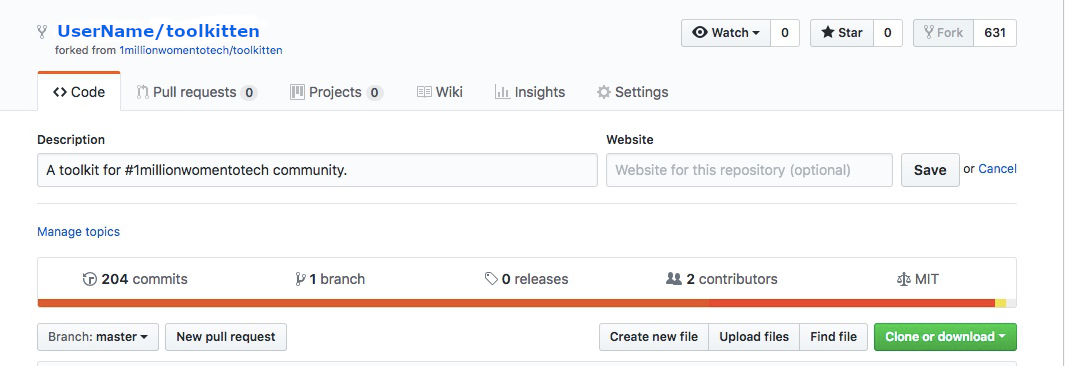 UserName/toolkitten
Watch 0 Star 0 Fork 631
forked from 1millionwomentotech/toolkitten
Code Pull requests 0 Projects 0 Wiki Insights Settings
Description Website
A toolkit for #1millionwomentotech community. Website for this repository (optional) Save or Cancel
Manage topics
204 commits 1 branch 0 releases 2 contributors MIT
Branch: master New pull request Create new file Upload files Find file Clone or download